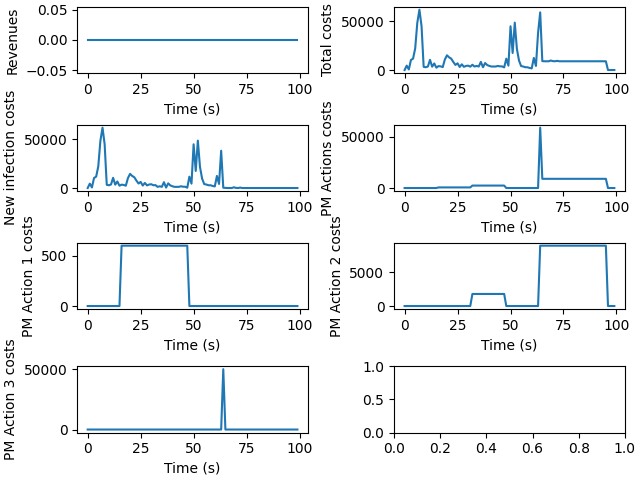 Revenues
0.05
0.00
−0.05
0 25 50 75 100
Time (s)
Total costs
50000
0
0 25 50 75 100
Time (s)
New infection costs
50000
0
0 25 50 75 100
Time (s)
PM Actions costs
50000
0
0 25 50 75 100
Time (s)
PM Action 1 costs
500
0
0 25 50 75 100
Time (s)
PM Action 2 costs
5000
0
0 25 50 75 100
Time (s)
PM Action 3 costs
50000
0
0 25 50 75 100
Time (s)
1.0
0.5
0.0
0.0 0.2 0.4 0.6 0.8 1.0